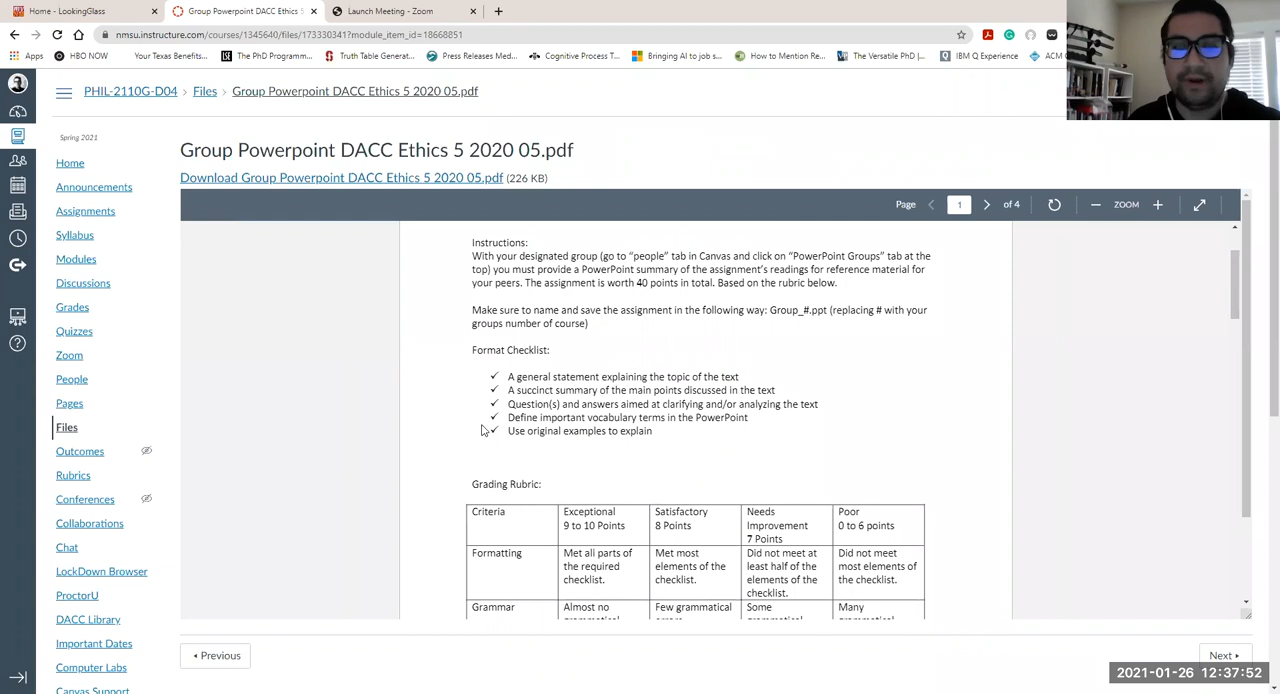 Home - LookingGlass
Group Powerpoint DACC Ethics 5
Launch Meeting - Zoom
nmsu.instructure.com/courses/1345640/files/173330341?module_item_id=18668851
Apps
HBO NOW
Your Texas Benefits...
The PhD Programm...
Truth Table Generat...
Press Releases Med...
Cognitive Process T...
Bringing AI to job s...
How to Mention Re...
The Versatile PhD |...
IBM Q Experience
ACM
PHIL-2110G-D04 › Files › Group Powerpoint DACC Ethics 5 2020 05.pdf
Spring 2021
Home
Announcements
Assignments
Syllabus
Modules
Discussions
Grades
Quizzes
Zoom
People
Pages
Files
Outcomes
Rubrics
Conferences
Collaborations
Chat
LockDown Browser
ProctorU
DACC Library
Important Dates
Computer Labs
Canvas Support
Group Powerpoint DACC Ethics 5 2020 05.pdf
Download Group Powerpoint DACC Ethics 5 2020 05.pdf (226 KB)
Page 1 of 4 ZOOM
Instructions:
With your designated group (go to "people" tab in Canvas and click on "PowerPoint Groups" tab at the
top) you must provide a PowerPoint summary of the assignment's readings for reference material for
your peers. The assignment is worth 40 points in total. Based on the rubric below.
Make sure to name and save the assignment in the following way: Group_#.ppt (replacing # with your
groups number of course)
Format Checklist:
✓ A general statement explaining the topic of the text
✓ A succinct summary of the main points discussed in the text
✓ Question(s) and answers aimed at clarifying and/or analyzing the text
✓ Define important vocabulary terms in the PowerPoint
✓ Use original examples to explain
Grading Rubric:
Criteria
Exceptional
9 to 10 Points
Satisfactory
8 Points
Needs
Improvement
7 Points
Poor
0 to 6 points
Formatting
Met all parts of
the required
checklist.
Met most
elements of the
checklist.
Did not meet at
least half of the
elements of the
checklist.
Did not meet
most elements of
the checklist.
Grammar
Almost no
Few grammatical
Some
Many
Previous
Next
2021-01-26 12:37:52